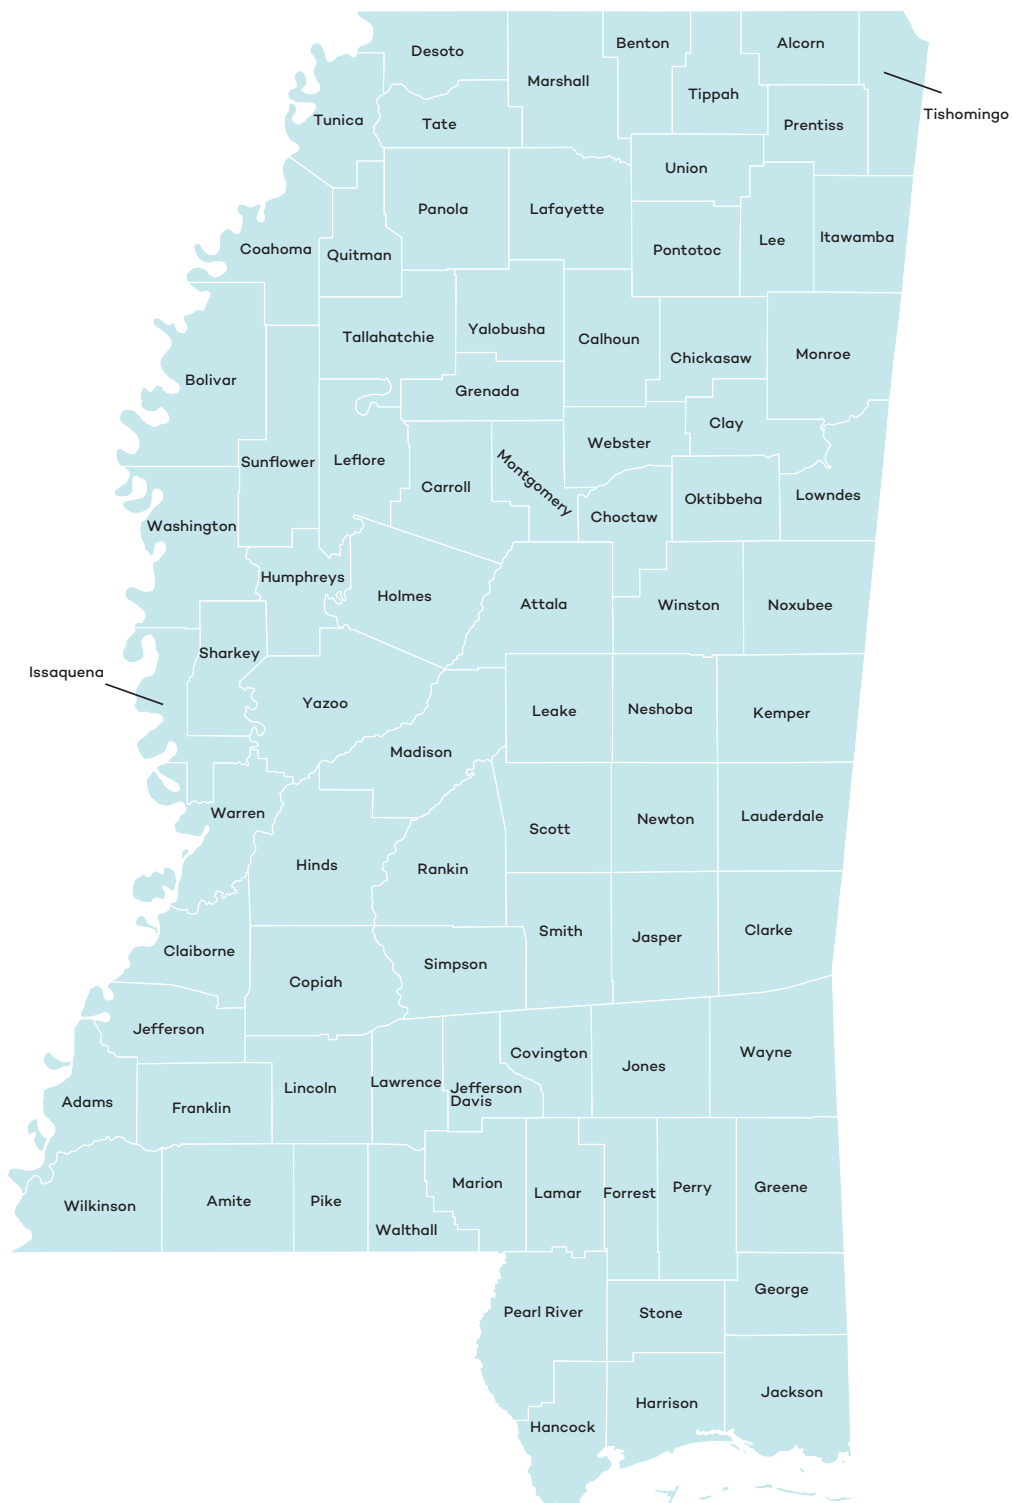 Desoto
Benton
Alcorn
Marshall
Tippah
Tishomingo
Tunica
Tate
Prentiss
Union
Panola
Lafayette
Coahoma
Quitman
Pontotoc
Lee
Itawamba
Tallahatchie
Yalobusha
Calhoun
Chickasaw
Monroe
Bolivar
Grenada
Clay
Webster
Sunflower
Leflore
Carroll
Montgomery
Oktibbeha
Lowndes
Choctaw
Washington
Humphreys
Holmes
Attala
Winston
Noxubee
Sharkey
Issaquena
Yazoo
Leake
Neshoba
Kemper
Madison
Warren
Scott
Newton
Lauderdale
Hinds
Rankin
Smith
Jasper
Clarke
Claiborne
Simpson
Copiah
Jefferson
Covington
Jones
Wayne
Lawrence
Jefferson
Davis
Lincoln
Adams
Franklin
Marion
Lamar
Forrest
Perry
Greene
Wilkinson
Amite
Pike
Walthall
George
Pearl River
Stone
Jackson
Harrison
Hancock